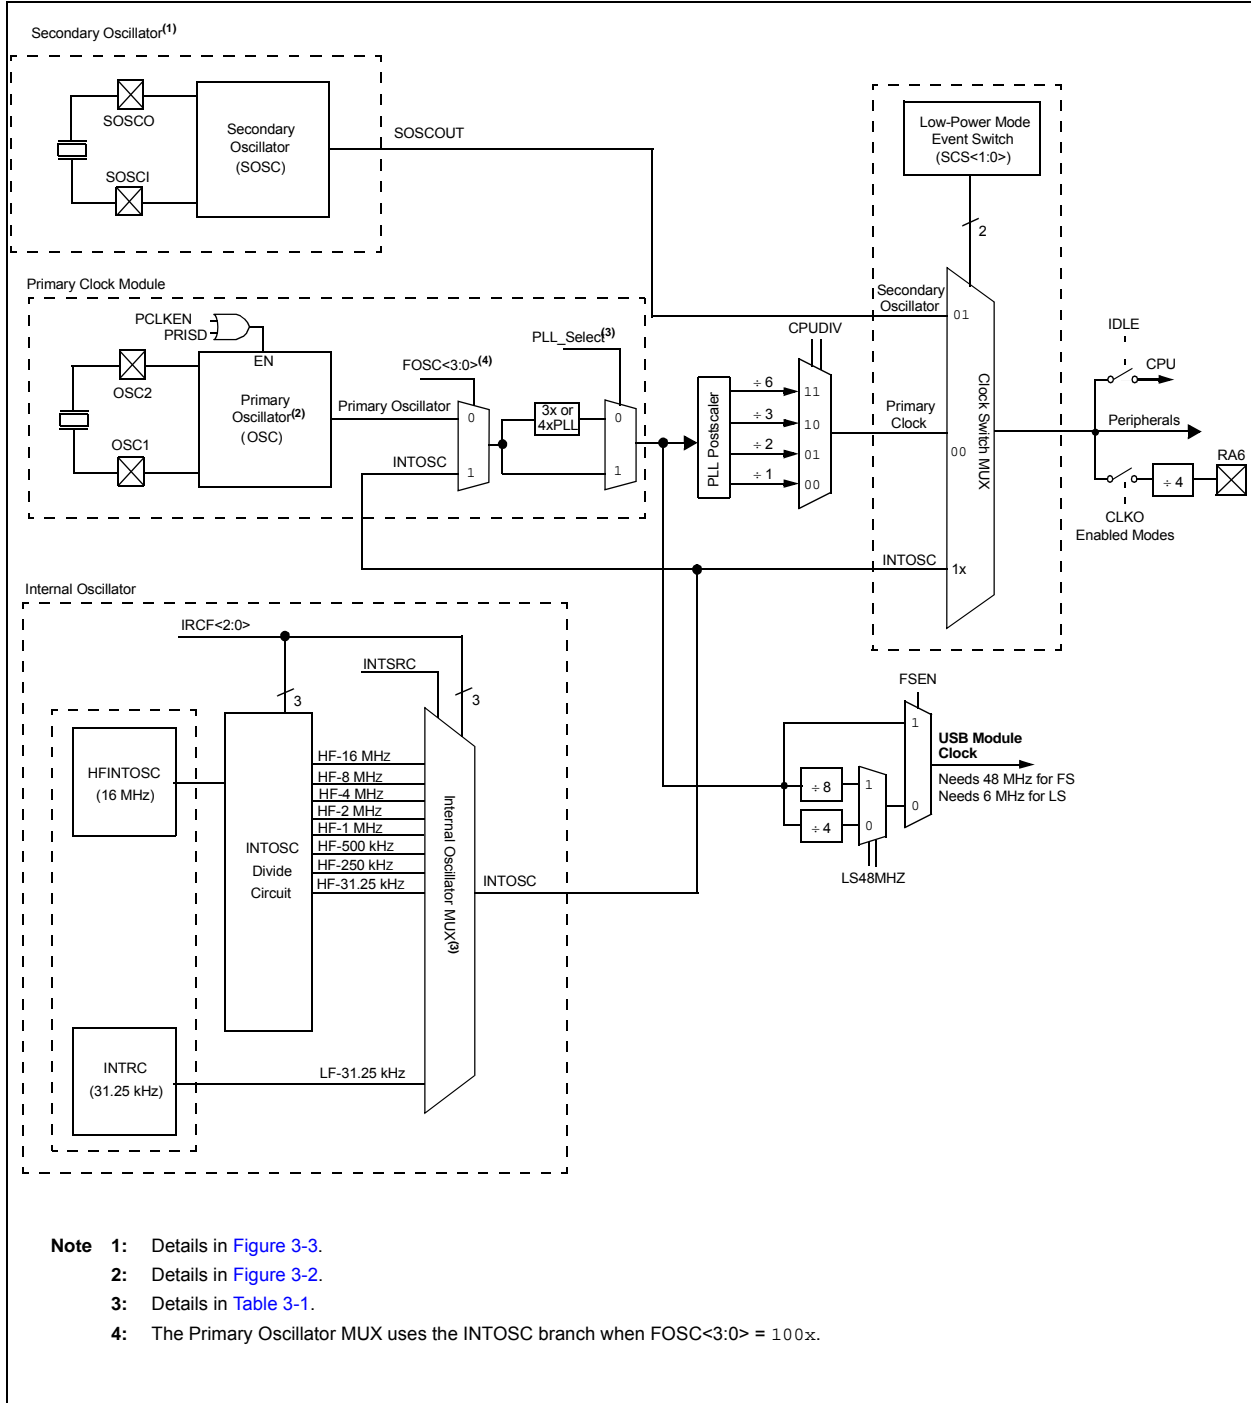 Secondary Oscillator(1)
SOSCO
SOSCI
Secondary
Oscillator
(SOSC)
SOSCOUT
Low-Power Mode
Event Switch
(SCS<1:0>)
2
Primary Clock Module
PCLKEN
PRISD
EN
OSC2
OSC1
Primary
Oscillator(2)
(OSC)
Primary Oscillator
INTOSC
FOSC<3:0>(4)
0
1
3x or
4xPLL
PLL_Select(3)
0
1
PLL Postscaler
÷ 6
÷ 3
÷ 2
÷ 1
CPUDIV
11
10
01
00
Secondary
Oscillator
01
Primary
Clock
00
INTOSC
1x
Clock Switch MUX
IDLE
CPU
Peripherals
RA6
÷ 4
CLKO
Enabled Modes
Internal Oscillator
IRCF<2:0>
INTSRC
3
3
HFINTOSC
(16 MHz)
INTOSC
Divide
Circuit
HF-16 MHz
HF-8 MHz
HF-4 MHz
HF-2 MHz
HF-1 MHz
HF-500 kHz
HF-250 kHz
HF-31.25 kHz
Internal Oscillator MUX(3)
INTOSC
INTRC
(31.25 kHz)
LF-31.25 kHz
FSEN
1
0
USB Module
Clock
Needs 48 MHz for FS
Needs 6 MHz for LS
÷ 8
÷ 4
1
0
LS48MHZ
Note 1: Details in Figure 3-3.
2: Details in Figure 3-2.
3: Details in Table 3-1.
4: The Primary Oscillator MUX uses the INTOSC branch when FOSC<3:0> = 100x.